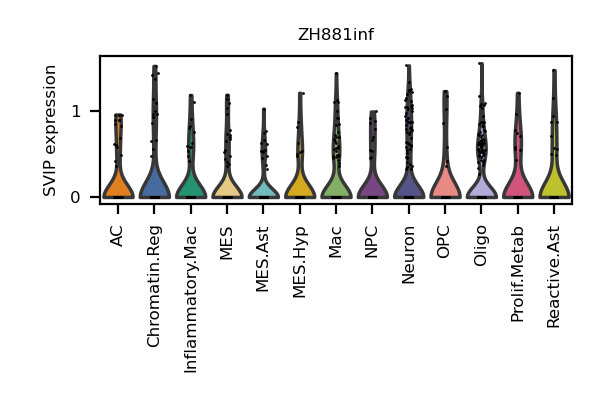 ZH881inf
SVIP expression
1
0
AC
Chromatin.Reg
Inflammatory.Mac
MES
MES.Ast
MES.Hyp
Mac
NPC
Neuron
OPC
Oligo
Prolif.Metab
Reactive.Ast